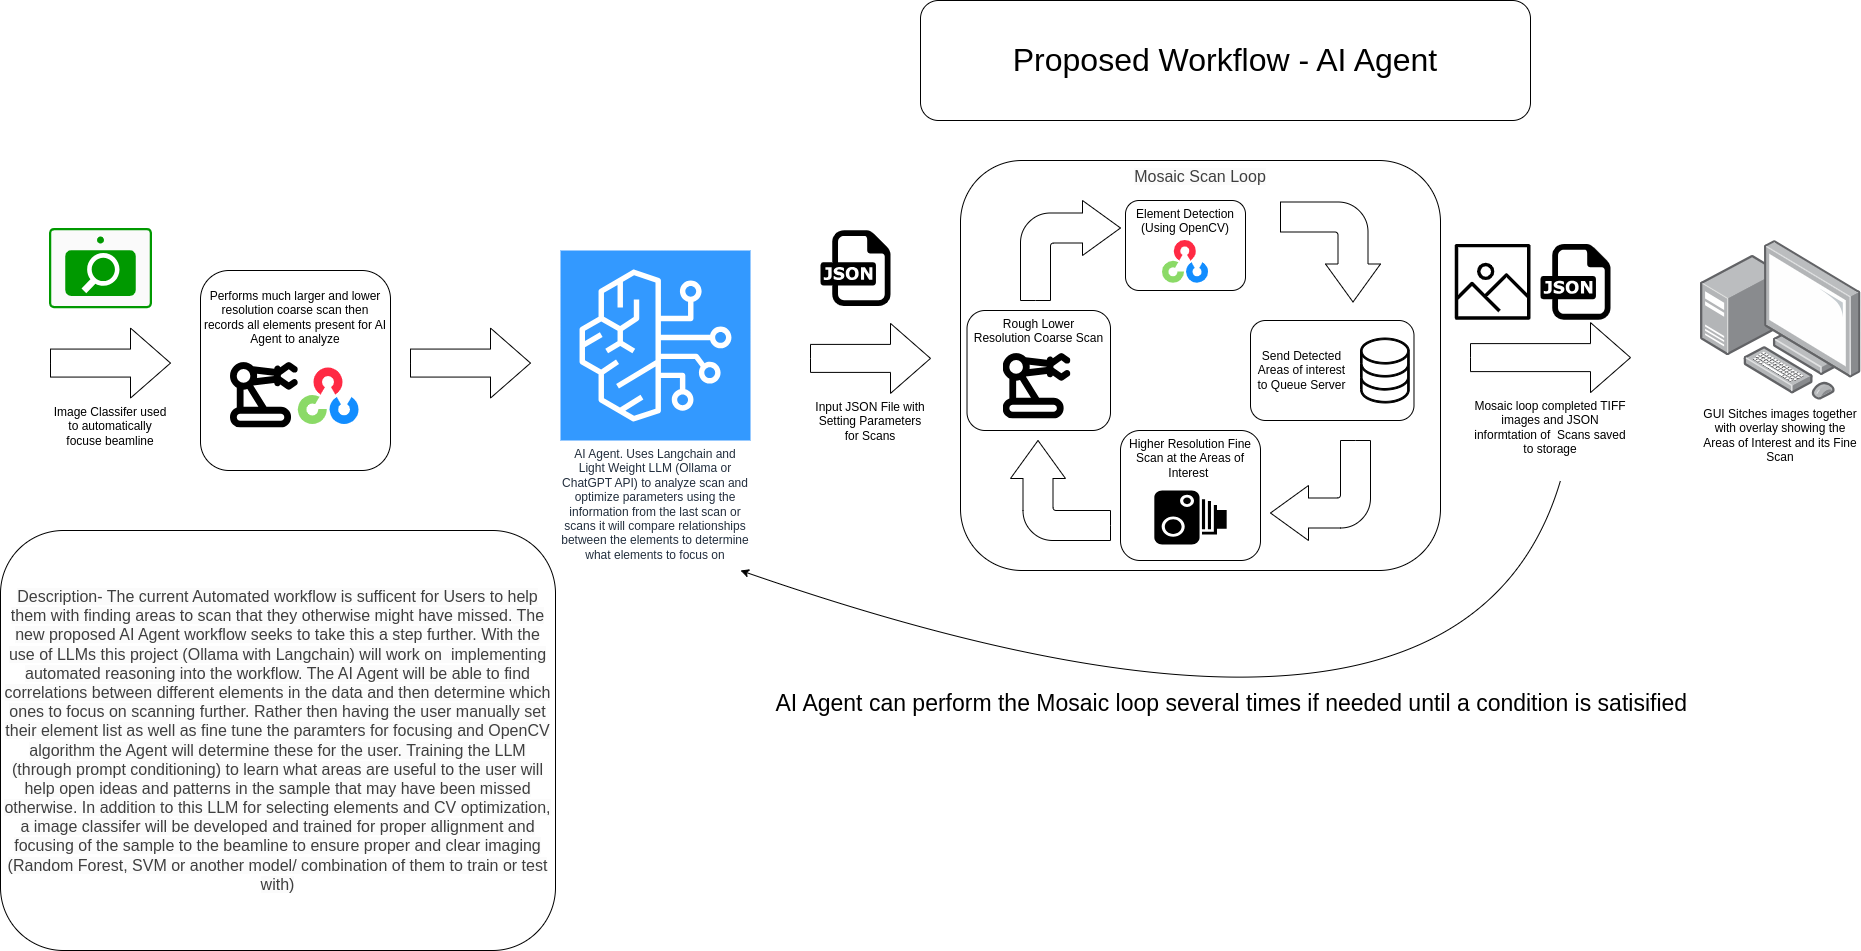 Proposed Workflow - AI Agent
Image Classifer used
to automatically
focuse beamline
Performs much larger and lower
resolution coarse scan then
records all elements present for AI
Agent to analyze
AI Agent. Uses Langchain and
Light Weight LLM (Ollama or
ChatGPT API) to analyze scan and
optimize parameters using the
information from the last scan or
scans it will compare relationships
between the elements to determine
what elements to focus on
JSON
Input JSON File with
Setting Parameters
for Scans
Mosaic Scan Loop
Element Detection
(Using OpenCV)
Rough Lower
Resolution Coarse Scan
Send Detected
Areas of interest
to Queue Server
Higher Resolution Fine
Scan at the Areas of
Interest
JSON
Mosaic loop completed TIFF
images and JSON
informtation of  Scans saved
to storage
GUI Sitches images together
with overlay showing the
Areas of Interest and its Fine
Scan
AI Agent can perform the Mosaic loop several times if needed until a condition is satisified
Description- The current Automated workflow is sufficent for Users to help
them with finding areas to scan that they otherwise might have missed. The
new proposed AI Agent workflow seeks to take this a step further. With the
use of LLMs this project (Ollama with Langchain) will work on  implementing
automated reasoning into the workflow. The AI Agent will be able to find
correlations between different elements in the data and then determine which
ones to focus on scanning further. Rather then having the user manually set
their element list as well as fine tune the paramters for focusing and OpenCV
algorithm the Agent will determine these for the user. Training the LLM
(through prompt conditioning) to learn what areas are useful to the user will
help open ideas and patterns in the sample that may have been missed
otherwise. In addition to this LLM for selecting elements and CV optimization,
a image classifer will be developed and trained for proper allignment and
focusing of the sample to the beamline to ensure proper and clear imaging
(Random Forest, SVM or another model/ combination of them to train or test
with)